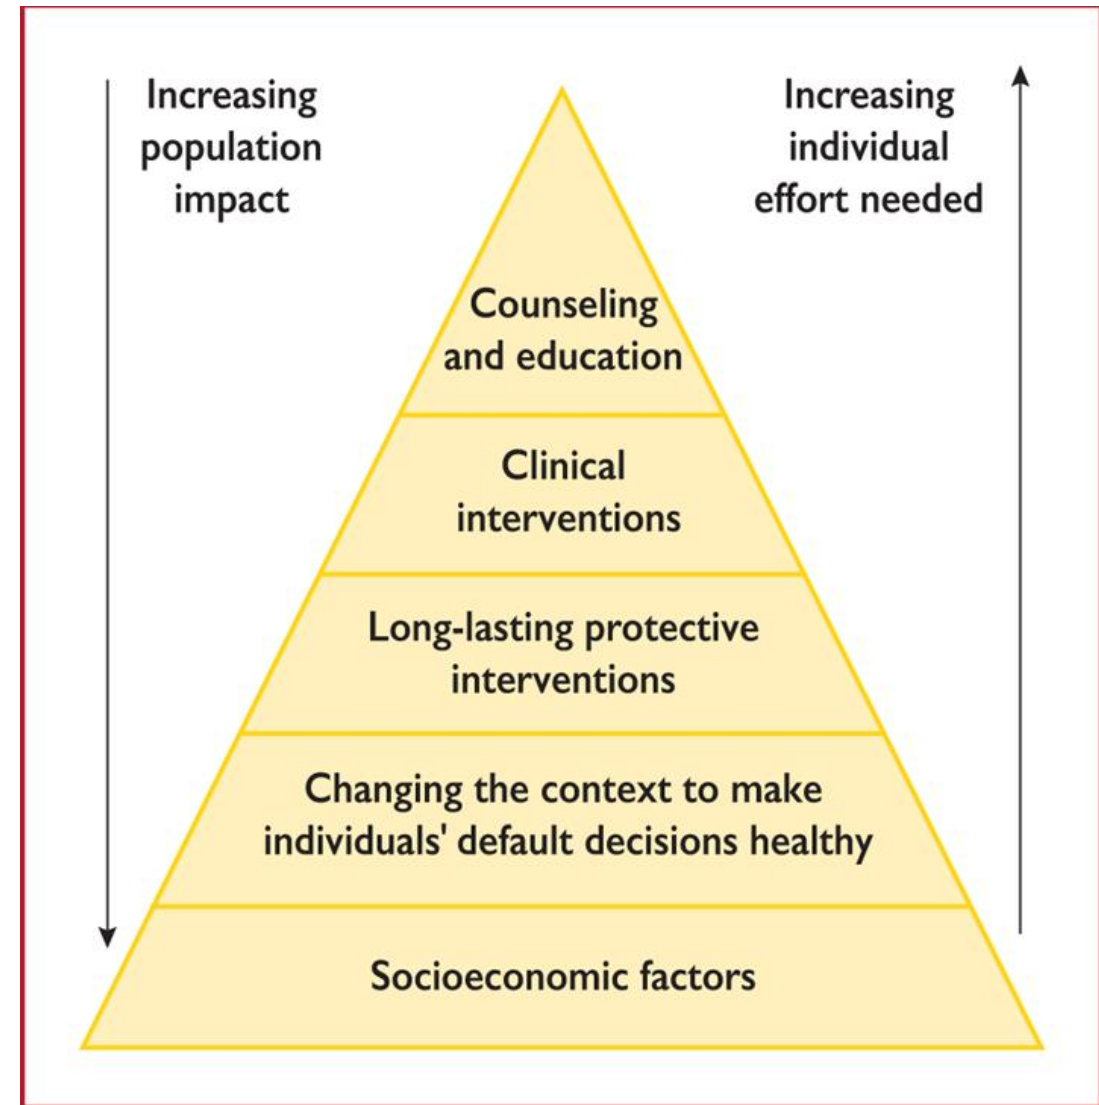 Increasing
population
impact
Increasing
individual
effort needed
Counseling
and education
Clinical
interventions
Long-lasting protective
interventions
Changing the context to make
individuals' default decisions healthy
Socioeconomic factors